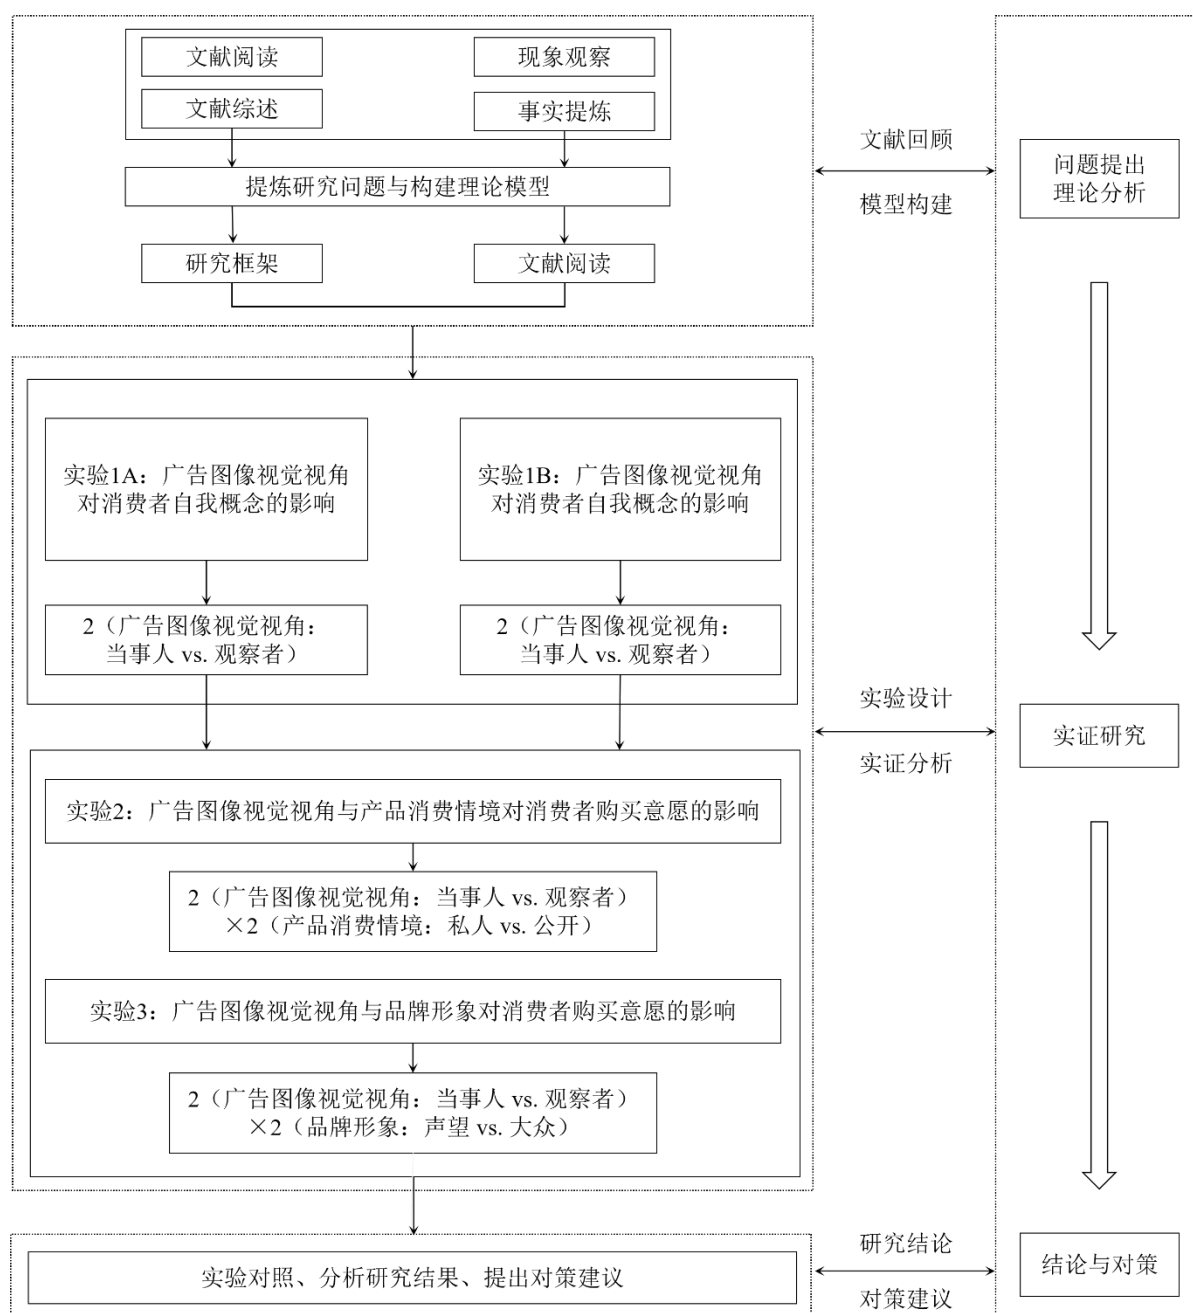 文献阅读
现象观察
文献综述
事实提炼
提炼研究问题与构建理论模型
研究框架
文献阅读
文献回顾
模型构建
问题提出
理论分析
实验1A：广告图像视觉视角
对消费者自我概念的影响
实验1B：广告图像视觉视角
对消费者自我概念的影响
2（广告图像视觉视角：
当事人 vs. 观察者）
2（广告图像视觉视角：
当事人 vs. 观察者）
实验设计
实证分析
实证研究
实验2：广告图像视觉视角与产品消费情境对消费者购买意愿的影响
2（广告图像视觉视角：当事人 vs. 观察者）
×2（产品消费情境：私人 vs. 公开）
实验3：广告图像视觉视角与品牌形象对消费者购买意愿的影响
2（广告图像视觉视角：当事人 vs. 观察者）
×2（品牌形象：声望 vs. 大众）
实验对照、分析研究结果、提出对策建议
研究结论
对策建议
结论与对策